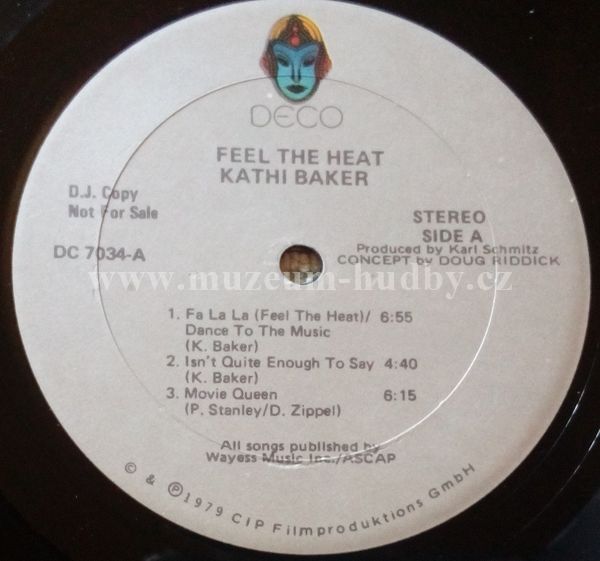 DECO
FEEL THE HEAT
KATHI BAKER
D.J. Copy
Not For Sale
DC 7034-A
STEREO
SIDE A
Produced by Karl Schmitz
CONCEPT by DOUG RIDDICK
www.muzeum-hudby.cz
1. Fa La La (Feel The Heat)/ 6:55
Dance To The Music
(K. Baker)
2. Isn't Quite Enough To Say 4:40
(K. Baker)
3. Movie Queen 6:15
(P. Stanley/D. Zippel)
All songs published by
Wayess Music Inc./ASCAP
© & ℗ 1979 CIP Filmproduktions GmbH